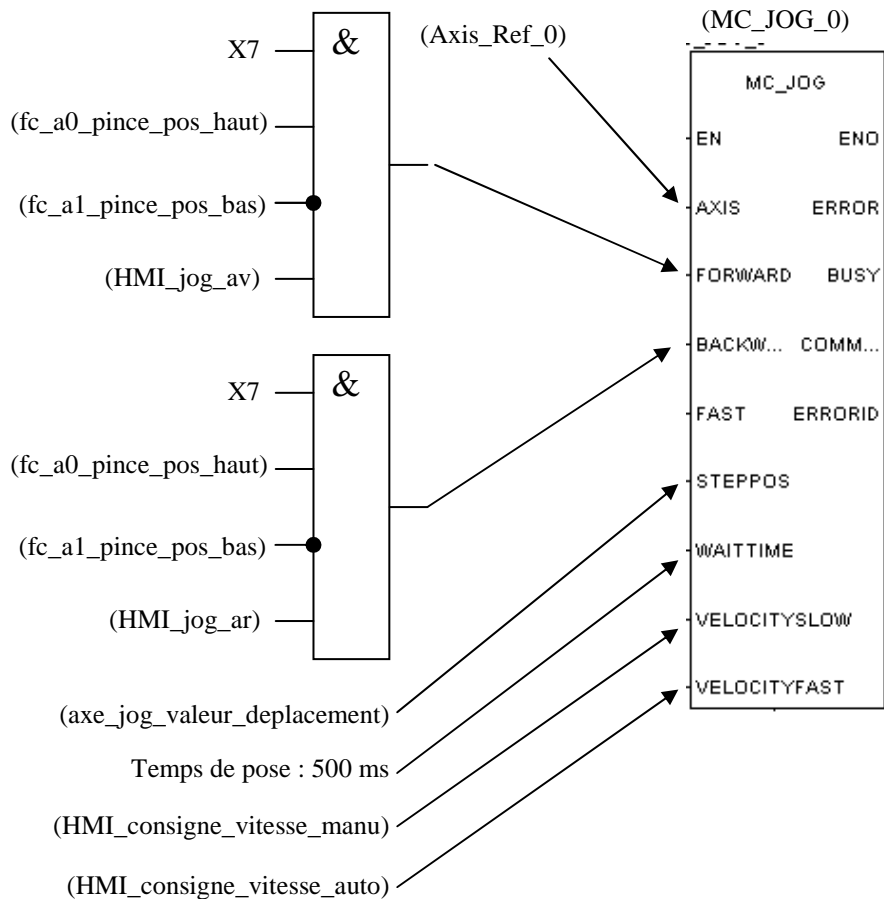 (MC_JOG_0)
(Axis_Ref_0)
X7
&
(fc_a0_pince_pos_haut)
(fc_a1_pince_pos_bas)
(HMI_jog_av)
X7
&
(fc_a0_pince_pos_haut)
(fc_a1_pince_pos_bas)
(HMI_jog_ar)
(axe_jog_valeur_deplacement)
Temps de pose : 500 ms
(HMI_consigne_vitesse_manu)
(HMI_consigne_vitesse_auto)
MC_JOG
EN ENO
AXIS ERROR
FORWARD BUSY
BACKW... COMM...
FAST ERRORID
STEPPOS
WAITTIME
VELOCITYSLOW
VELOCITYFAST